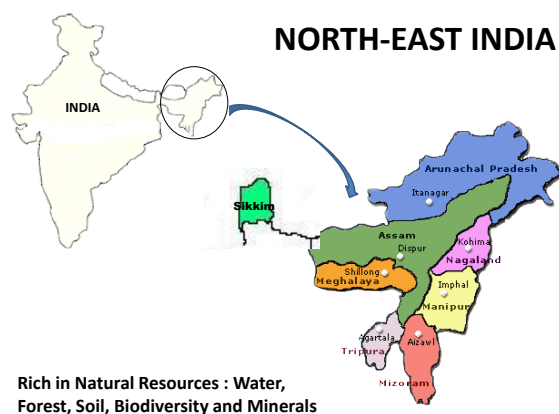 NORTH-EAST INDIA
INDIA
Arunachal Pradesh
Itanagar
Sikkim
Assam
Dispur
Kohima
Nagaland
Shillong
Meghalaya
Imphal
Manipur
Agartala
Tripura
Aizawl
Mizoram
Rich in Natural Resources : Water,
Forest, Soil, Biodiversity and Minerals